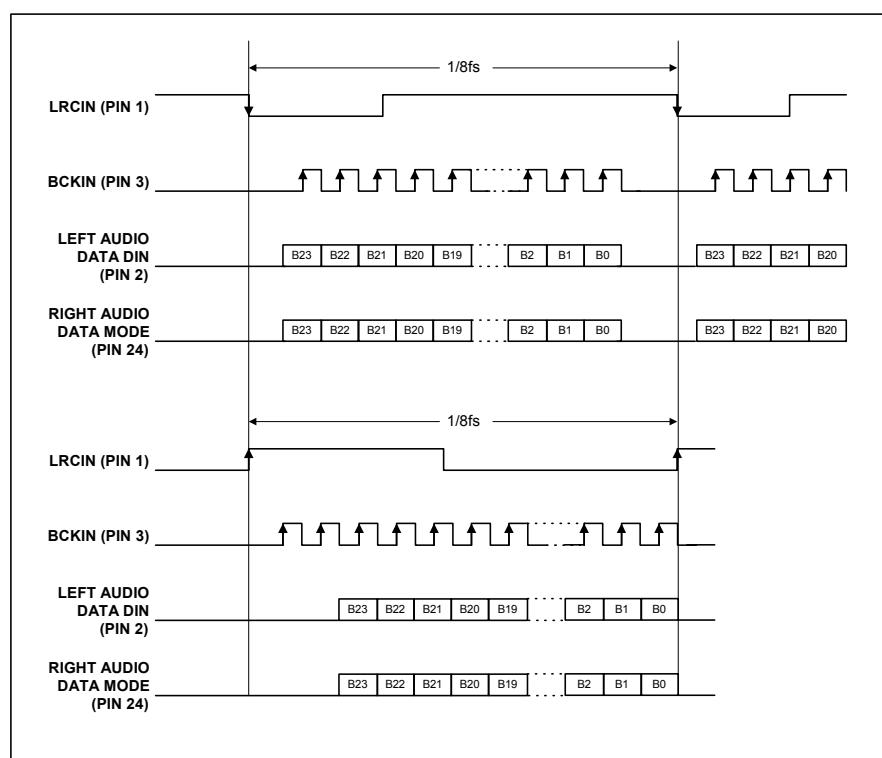 1/8fs
LRCIN (PIN 1)
BCKIN (PIN 3)
LEFT AUDIO
DATA DIN
(PIN 2)
B23 B22 B21 B20 B19 B2 B1 B0 B23 B22 B21 B20
RIGHT AUDIO
DATA MODE
(PIN 24)
B23 B22 B21 B20 B19 B2 B1 B0 B23 B22 B21 B20
1/8fs
LRCIN (PIN 1)
BCKIN (PIN 3)
LEFT AUDIO
DATA DIN
(PIN 2)
B23 B22 B21 B20 B19 B2 B1 B0
RIGHT AUDIO
DATA MODE
(PIN 24)
B23 B22 B21 B20 B19 B2 B1 B0